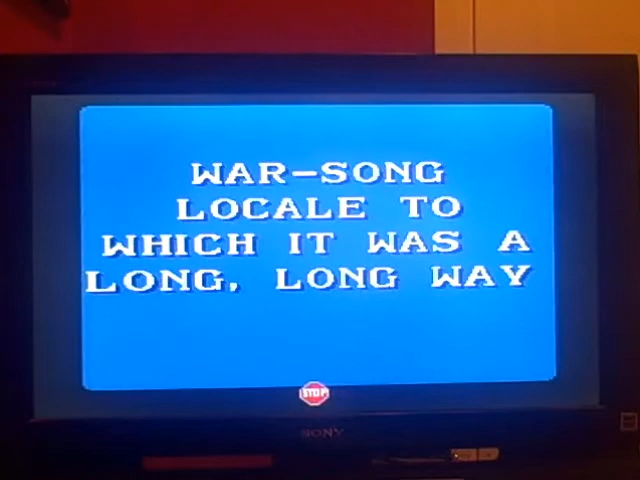 WAR-SONG
LOCALE TO
WHICH IT WAS A
LONG, LONG WAY
STOP!
SONY